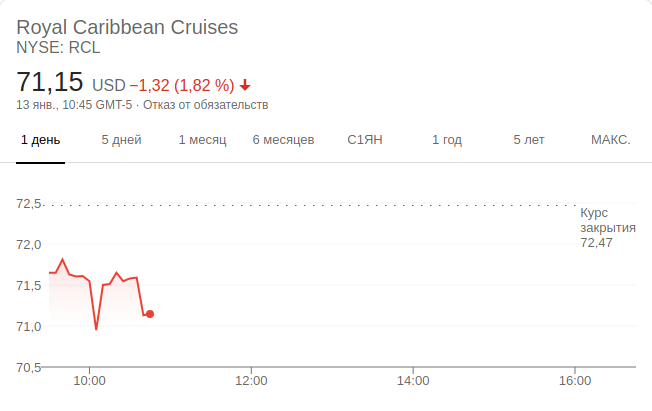 Royal Caribbean Cruises
NYSE: RCL
71,15 USD −1,32 (1,82 %)
13 янв., 10:45 GMT-5 · Отказ от обязательств
1 день 5 дней 1 месяц 6 месяцев С1ЯН 1 год 5 лет МАКС.
72,5
Курс
закрытия
72,47
72,0
71,5
71,0
70,5
10:00 12:00 14:00 16:00